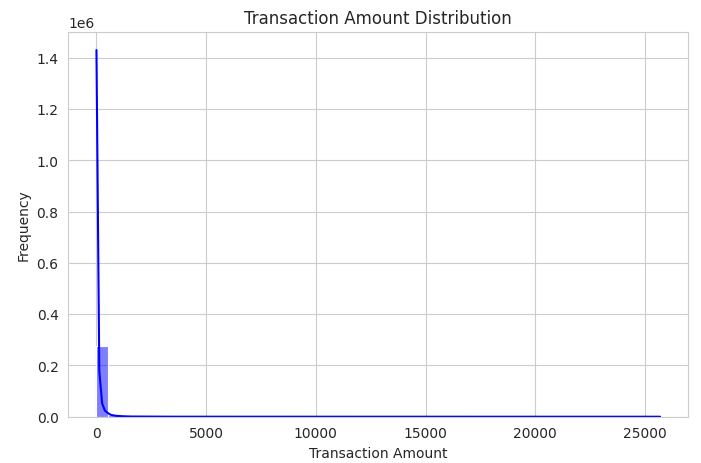 Transaction Amount Distribution
1e6
1.4
1.2
1.0
0.8
0.6
0.4
0.2
0.0
Frequency
0 5000 10000 15000 20000 25000
Transaction Amount